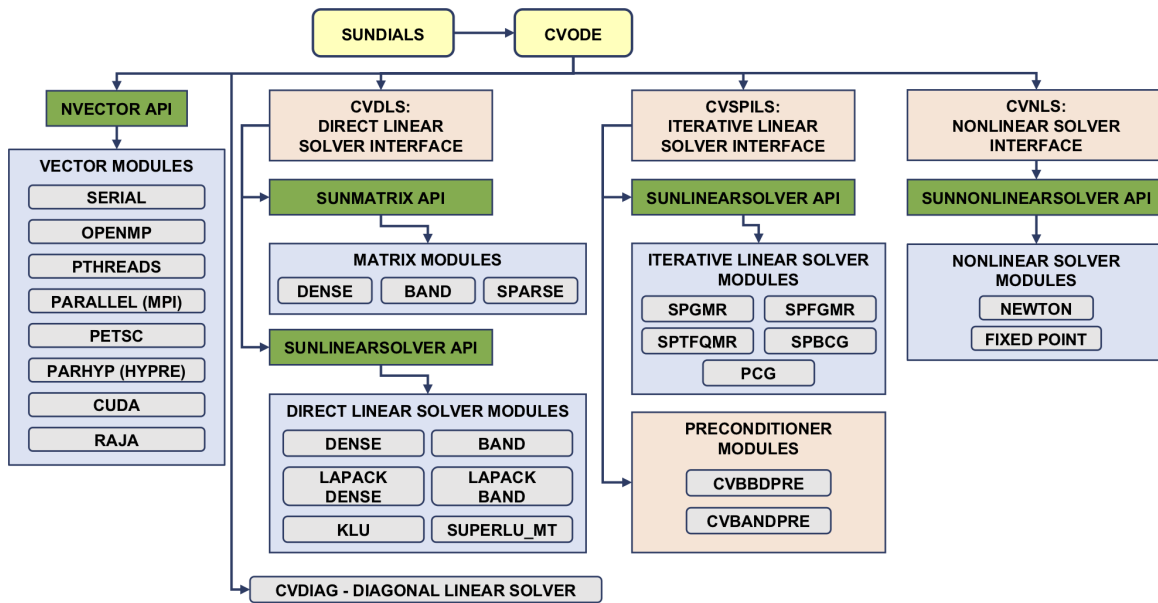 SUNDIALS
CVODE
NVECTOR API
VECTOR MODULES
SERIAL
OPENMP
PTHREADS
PARALLEL (MPI)
PETSC
PARHYP (HYPRE)
CUDA
RAJA
CVDLS:
DIRECT LINEAR
SOLVER INTERFACE
SUNMATRIX API
MATRIX MODULES
DENSE
BAND
SPARSE
SUNLINEARSOLVER API
DIRECT LINEAR SOLVER MODULES
DENSE
BAND
LAPACK
DENSE
LAPACK
BAND
KLU
SUPERLU_MT
CVDIAG - DIAGONAL LINEAR SOLVER
CVSPILS:
ITERATIVE LINEAR
SOLVER INTERFACE
SUNLINEARSOLVER API
ITERATIVE LINEAR SOLVER
MODULES
SPGMR
SPFGMR
SPTFQMR
SPBCG
PCG
PRECONDITIONER
MODULES
CVBBDPRE
CVBANDPRE
CVNLS:
NONLINEAR SOLVER
INTERFACE
SUNNONLINEARSOLVER API
NONLINEAR SOLVER
MODULES
NEWTON
FIXED POINT